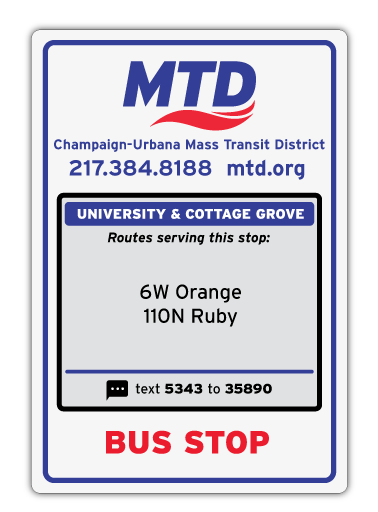 MTD
Champaign-Urbana Mass Transit District
217.384.8188 mtd.org
UNIVERSITY & COTTAGE GROVE
Routes serving this stop:
6W Orange
110N Ruby
text 5343 to 35890
BUS STOP